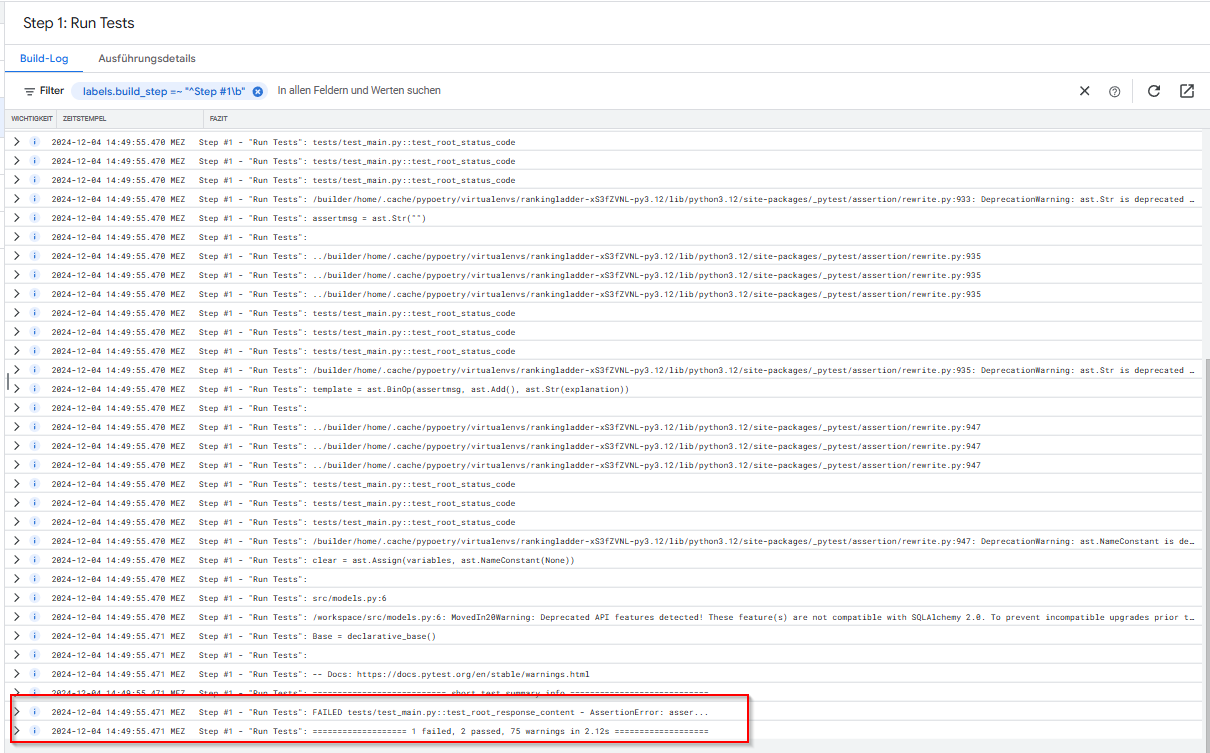 Step 1: Run Tests
Build-Log Ausführungsdetails
Filter labels.build_step =~ "^Step #1\b" In allen Feldern und Werten suchen
WICHTIGKEIT ZEITSTEMPEL FAZIT
2024-12-04 14:49:55.470 MEZ Step #1 - "Run Tests": tests/test_main.py::test_root_status_code
2024-12-04 14:49:55.470 MEZ Step #1 - "Run Tests": tests/test_main.py::test_root_status_code
2024-12-04 14:49:55.470 MEZ Step #1 - "Run Tests": tests/test_main.py::test_root_status_code
2024-12-04 14:49:55.470 MEZ Step #1 - "Run Tests": /builder/home/.cache/pypoetry/virtualenvs/rankingladder-xS3fZVNL-py3.12/lib/python3.12/site-packages/_pytest/assertion/rewrite.py:933: DeprecationWarning: ast.Str is deprecated …
2024-12-04 14:49:55.470 MEZ Step #1 - "Run Tests": assertmsg = ast.Str("")
2024-12-04 14:49:55.470 MEZ Step #1 - "Run Tests":
2024-12-04 14:49:55.470 MEZ Step #1 - "Run Tests": ../builder/home/.cache/pypoetry/virtualenvs/rankingladder-xS3fZVNL-py3.12/lib/python3.12/site-packages/_pytest/assertion/rewrite.py:935
2024-12-04 14:49:55.470 MEZ Step #1 - "Run Tests": ../builder/home/.cache/pypoetry/virtualenvs/rankingladder-xS3fZVNL-py3.12/lib/python3.12/site-packages/_pytest/assertion/rewrite.py:935
2024-12-04 14:49:55.470 MEZ Step #1 - "Run Tests": ../builder/home/.cache/pypoetry/virtualenvs/rankingladder-xS3fZVNL-py3.12/lib/python3.12/site-packages/_pytest/assertion/rewrite.py:935
2024-12-04 14:49:55.470 MEZ Step #1 - "Run Tests": tests/test_main.py::test_root_status_code
2024-12-04 14:49:55.470 MEZ Step #1 - "Run Tests": tests/test_main.py::test_root_status_code
2024-12-04 14:49:55.470 MEZ Step #1 - "Run Tests": tests/test_main.py::test_root_status_code
2024-12-04 14:49:55.470 MEZ Step #1 - "Run Tests": /builder/home/.cache/pypoetry/virtualenvs/rankingladder-xS3fZVNL-py3.12/lib/python3.12/site-packages/_pytest/assertion/rewrite.py:935: DeprecationWarning: ast.Str is deprecated …
2024-12-04 14:49:55.470 MEZ Step #1 - "Run Tests": template = ast.BinOp(assertmsg, ast.Add(), ast.Str(explanation))
2024-12-04 14:49:55.470 MEZ Step #1 - "Run Tests":
2024-12-04 14:49:55.470 MEZ Step #1 - "Run Tests": ../builder/home/.cache/pypoetry/virtualenvs/rankingladder-xS3fZVNL-py3.12/lib/python3.12/site-packages/_pytest/assertion/rewrite.py:947
2024-12-04 14:49:55.470 MEZ Step #1 - "Run Tests": ../builder/home/.cache/pypoetry/virtualenvs/rankingladder-xS3fZVNL-py3.12/lib/python3.12/site-packages/_pytest/assertion/rewrite.py:947
2024-12-04 14:49:55.470 MEZ Step #1 - "Run Tests": ../builder/home/.cache/pypoetry/virtualenvs/rankingladder-xS3fZVNL-py3.12/lib/python3.12/site-packages/_pytest/assertion/rewrite.py:947
2024-12-04 14:49:55.470 MEZ Step #1 - "Run Tests": tests/test_main.py::test_root_status_code
2024-12-04 14:49:55.470 MEZ Step #1 - "Run Tests": tests/test_main.py::test_root_status_code
2024-12-04 14:49:55.470 MEZ Step #1 - "Run Tests": tests/test_main.py::test_root_status_code
2024-12-04 14:49:55.470 MEZ Step #1 - "Run Tests": /builder/home/.cache/pypoetry/virtualenvs/rankingladder-xS3fZVNL-py3.12/lib/python3.12/site-packages/_pytest/assertion/rewrite.py:947: DeprecationWarning: ast.NameConstant is de…
2024-12-04 14:49:55.470 MEZ Step #1 - "Run Tests": clear = ast.Assign(variables, ast.NameConstant(None))
2024-12-04 14:49:55.470 MEZ Step #1 - "Run Tests":
2024-12-04 14:49:55.470 MEZ Step #1 - "Run Tests": src/models.py:6
2024-12-04 14:49:55.470 MEZ Step #1 - "Run Tests": /workspace/src/models.py:6: MovedIn20Warning: Deprecated API features detected! These feature(s) are not compatible with SQLAlchemy 2.0. To prevent incompatible upgrades prior t…
2024-12-04 14:49:55.471 MEZ Step #1 - "Run Tests": Base = declarative_base()
2024-12-04 14:49:55.471 MEZ Step #1 - "Run Tests":
2024-12-04 14:49:55.471 MEZ Step #1 - "Run Tests": -- Docs: https://docs.pytest.org/en/stable/warnings.html
2024-12-04 14:49:55.471 MEZ Step #1 - "Run Tests": =========================== short test summary info ============================
2024-12-04 14:49:55.471 MEZ Step #1 - "Run Tests": FAILED tests/test_main.py::test_root_response_content - AssertionError: asser...
2024-12-04 14:49:55.471 MEZ Step #1 - "Run Tests": =================== 1 failed, 2 passed, 75 warnings in 2.12s ===================